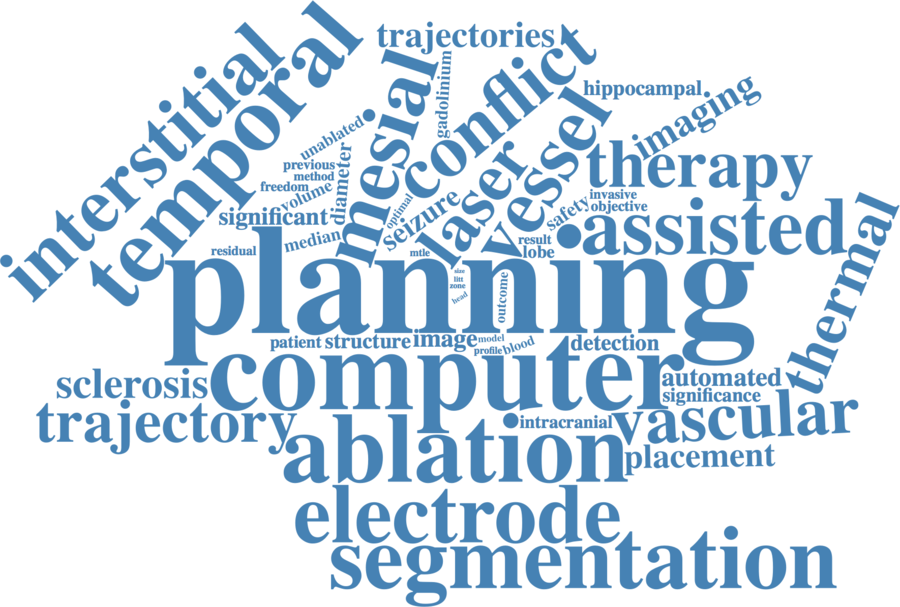 interstitial
temporal
trajectories
mesial
gadolinium
conflict
hippocampal
imaging
vessel
laser
therapy
unablated
previous
method
freedom
volume
diameter
significant
median
residual
optimal
seizure
mtle
safety
invasive
objective
result
lobe
assisted
thermal
planning
size
litt
zone
head
outcome
patient
structure
image
model
profile
blood
detection
computer
sclerosis
automated
significance
trajectory
vascular
intracranial
ablation
placement
electrode
segmentation